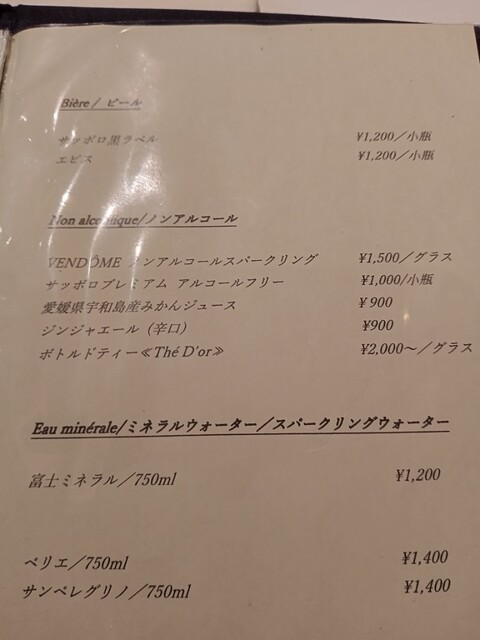 Bière / ビール
サッポロ黒ラベル ¥1,200／小瓶
エビス ¥1,200／小瓶
Non alcoolique/ノンアルコール
VENDÔME ノンアルコールスパークリング ¥1,500／グラス
サッポロプレミアム アルコールフリー ¥1,000/小瓶
愛媛県宇和島産みかんジュース ¥ 900
ジンジャエール（辛口） ¥900
ボトルドティー≪Thé D'or≫ ¥2,000～／グラス
Eau minérale/ミネラルウォーター／スパークリングウォーター
富士ミネラル／750ml ¥1,200
ペリエ／750ml ¥1,400
サンペレグリノ／750ml ¥1,400